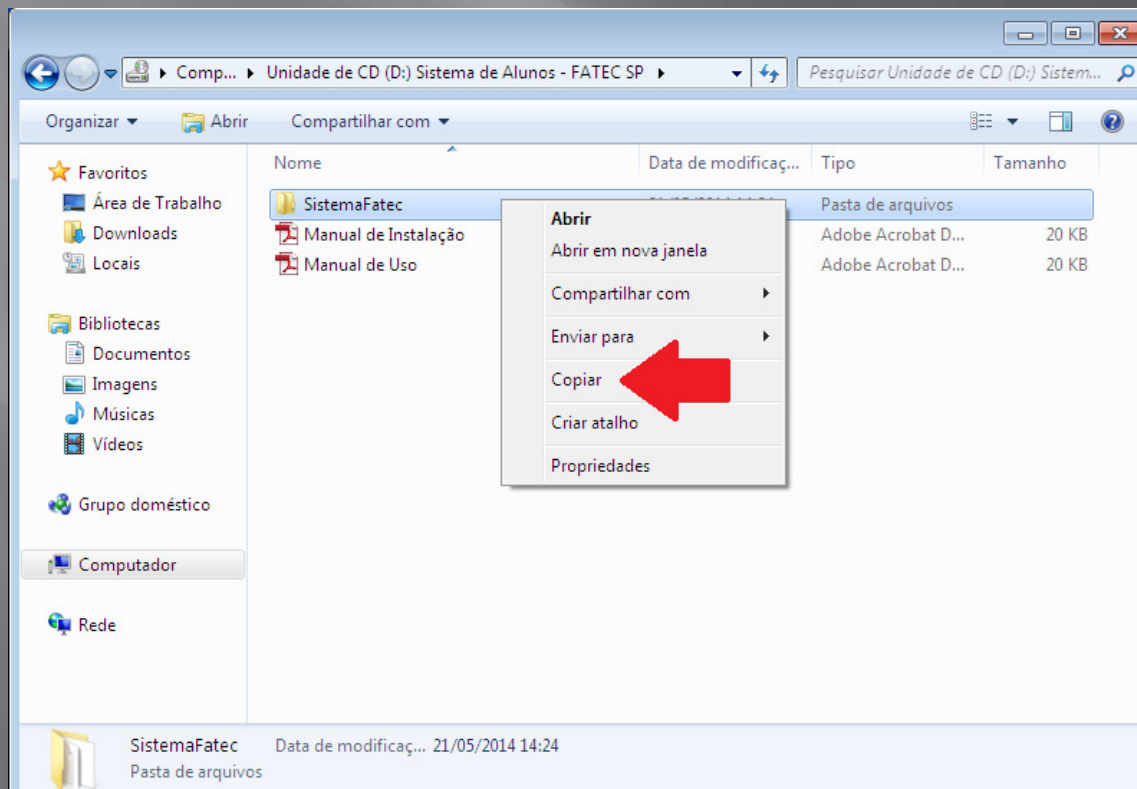 Comp... Unidade de CD (D:) Sistema de Alunos - FATEC SP Pesquisar Unidade de CD (D:) Sistem...
Organizar Abrir Compartilhar com
Nome Data de modificaç... Tipo Tamanho
Favoritos
Área de Trabalho
Downloads
Locais
Bibliotecas
Documentos
Imagens
Músicas
Vídeos
Grupo doméstico
Computador
Rede
SistemaFatec Pasta de arquivos
Manual de Instalação Adobe Acrobat D... 20 KB
Manual de Uso Adobe Acrobat D... 20 KB
Abrir
Abrir em nova janela
Compartilhar com
Enviar para
Copiar
Criar atalho
Propriedades
SistemaFatec Data de modificaç... 21/05/2014 14:24
Pasta de arquivos